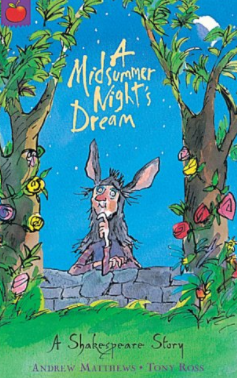 A
Midsummer
Night's
Dream
A Shakespeare Story
ANDREW MATTHEWS • TONY ROSS